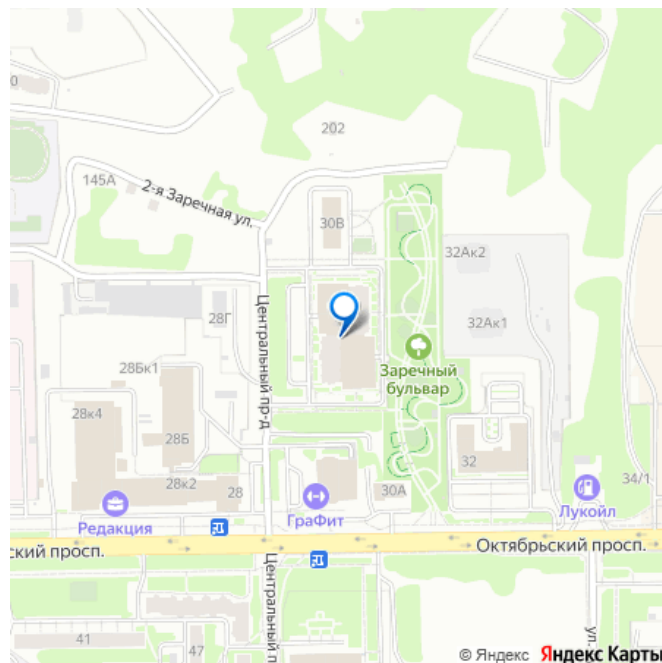 202
145А
2-я Заречная ул.
30В
32Ак2
28Г
Центральный пр-д
32Ак1
28Бк1
Заречный
бульвар
28к4
28Б
32
28к2
28
30А
34/1
Редакция
ГраФит
Лукойл
ский просп.
Октябрьский просп.
Центральный п
ул.
41
47
© Яндекс Яндекс Карты